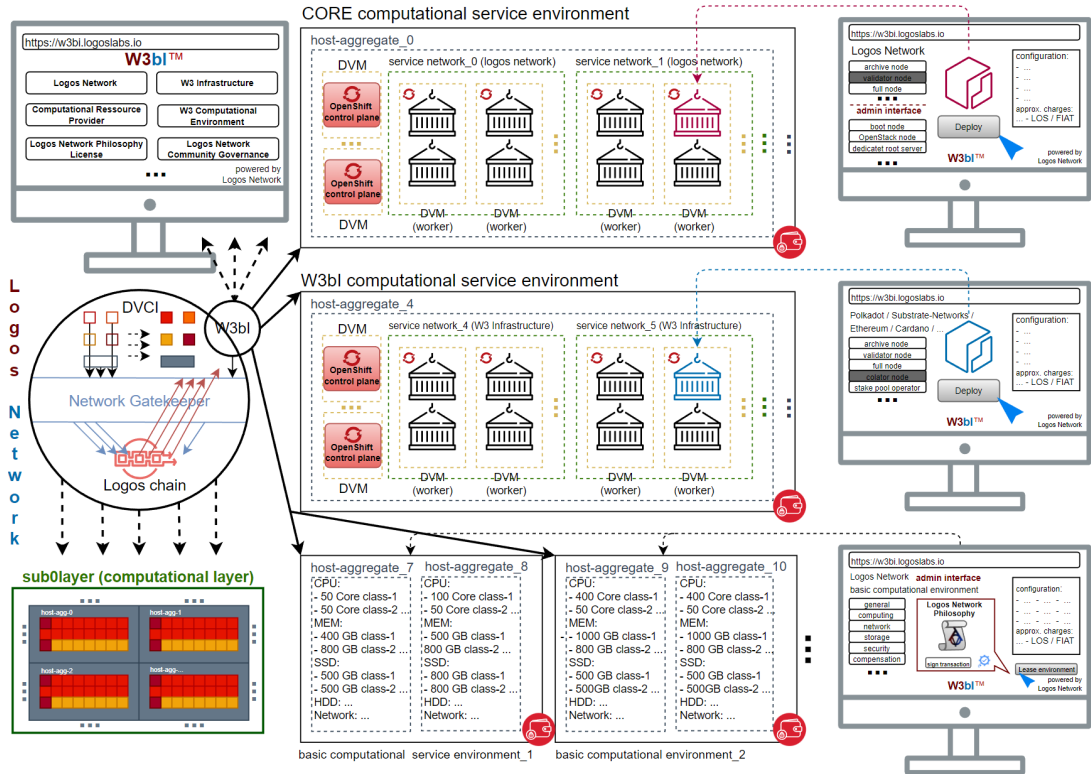 https://w3bi.logoslabs.io
W3bI™
Logos Network
W3 Infrastructure
Computational Ressource
Provider
W3 Computational
Environment
Logos Network Philosophy
License
Logos Network
Community Governance
powered by
Logos Network
CORE computational service environment
host-aggregate_0
DVM
OpenShift
control plane
OpenShift
control plane
DVM
service network_0 (logos network)
DVM
(worker)
DVM
(worker)
service network_1 (logos network)
DVM
(worker)
DVM
(worker)
https://w3bi.logoslabs.io
Logos Network
archive node
validator node
full node
admin interface
boot node
OpenStack node
dedicatet root server
Deploy
W3bI™
configuration:
- ...
- ...
- ...
approx. charges:
... - LOS / FIAT
powered by
Logos Network
Logos Network
DVCI
W3bI
Network Gatekeeper
Logos chain
W3bI computational service environment
host-aggregate_4
DVM
OpenShift
control plane
OpenShift
control plane
DVM
service network_4 (W3 Infrastructure)
DVM
(worker)
DVM
(worker)
service network_5 (W3 Infrastructure)
DVM
(worker)
DVM
(worker)
https://w3bi.logoslabs.io
Polkadot / Substrate-Networks /
Ethereum / Cardano / ...
archive node
validator node
full node
colator node
stake pool operator
Deploy
W3bI™
configuration:
- ...
- ...
- ...
approx. charges:
... - LOS / FIAT
powered by
Logos Network
sub0layer (computational layer)
host-agg-0
host-agg-1
host-agg-2
host-agg-...
host-aggregate_7
CPU:
- 50 Core class-1
- 50 Core class-2 ...
MEM:
- 400 GB class-1
- 800 GB class-2 ...
SSD:
- 500 GB class-1
- 500 GB class-2 ...
HDD: ...
Network: ...
host-aggregate_8
CPU:
- 100 Core class-1
- 50 Core class-2 ...
MEM:
- 500 GB class-1
- 800 GB class-2 ...
SSD:
- 800 GB class-1
- 800 GB class-2 ...
HDD: ...
Network: ...
basic computational  service environment_1
host-aggregate_9
CPU:
- 400 Core class-1
- 50 Core class-2 ...
MEM:
- 1000 GB class-1
- 800 GB class-2 ...
SSD:
- 500 GB class-1
- 500GB class-2 ...
HDD: ...
Network: ...
host-aggregate_10
CPU:
- 400 Core class-1
- 50 Core class-2 ...
MEM:
- 1000 GB class-1
- 800 GB class-2 ...
SSD:
- 500 GB class-1
- 500GB class-2 ...
HDD: ...
Network: ...
basic computational environment_2
https://w3bi.logoslabs.io
Logos Network admin interface
basic computational environment
general
computing
network
storage
security
compensation
Logos Network
Philosophy
sign transaction
W3bI™
configuration:
- ... - ... - ...
- ... - ... - ...
approx. charges:
... - LOS / FIAT
Lease environment
powered by
Logos Network